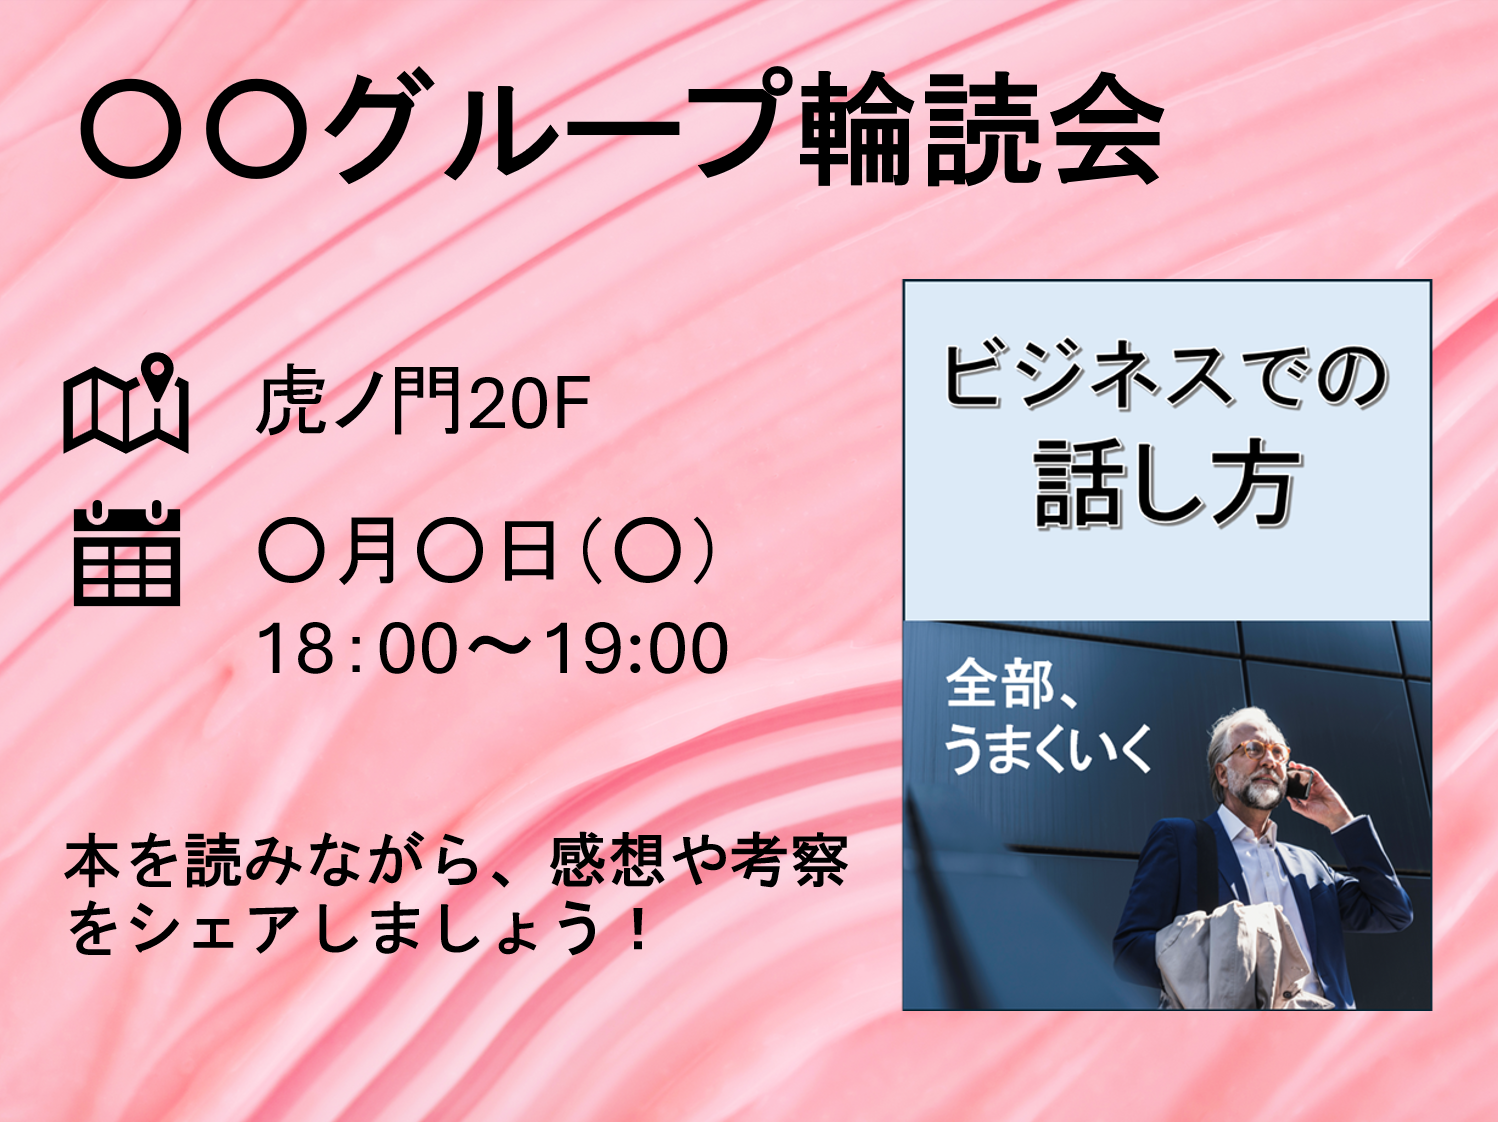 〇〇グループ輪読会
虎ノ門20F
〇月〇日（〇）
18：00～19:00
本を読みながら、感想や考察
をシェアしましょう！
ビジネスでの
話し方
全部、
うまくいく